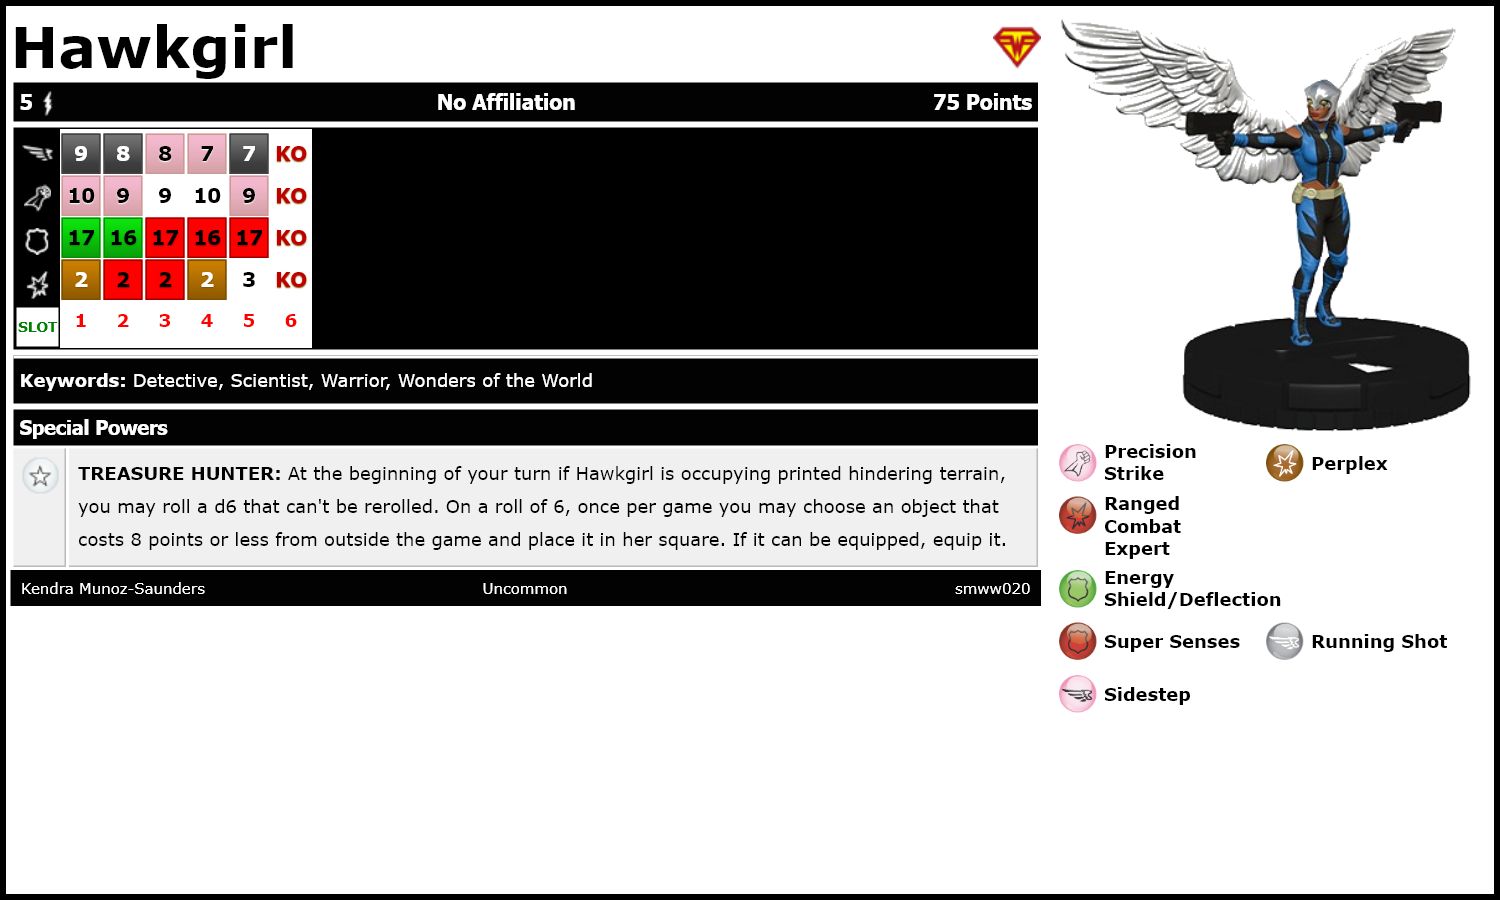 Hawkgirl
5 No Affiliation 75 Points
9 8 8 7 7 KO
10 9 9 10 9 KO
17 16 17 16 17 KO
2 2 2 2 3 KO
SLOT 1 2 3 4 5 6
Keywords: Detective, Scientist, Warrior, Wonders of the World
Special Powers
TREASURE HUNTER: At the beginning of your turn if Hawkgirl is occupying printed hindering terrain,
you may roll a d6 that can't be rerolled. On a roll of 6, once per game you may choose an object that
costs 8 points or less from outside the game and place it in her square. If it can be equipped, equip it.
Kendra Munoz-Saunders Uncommon smww020
Precision
Strike
Perplex
Ranged
Combat
Expert
Energy
Shield/Deflection
Super Senses
Running Shot
Sidestep